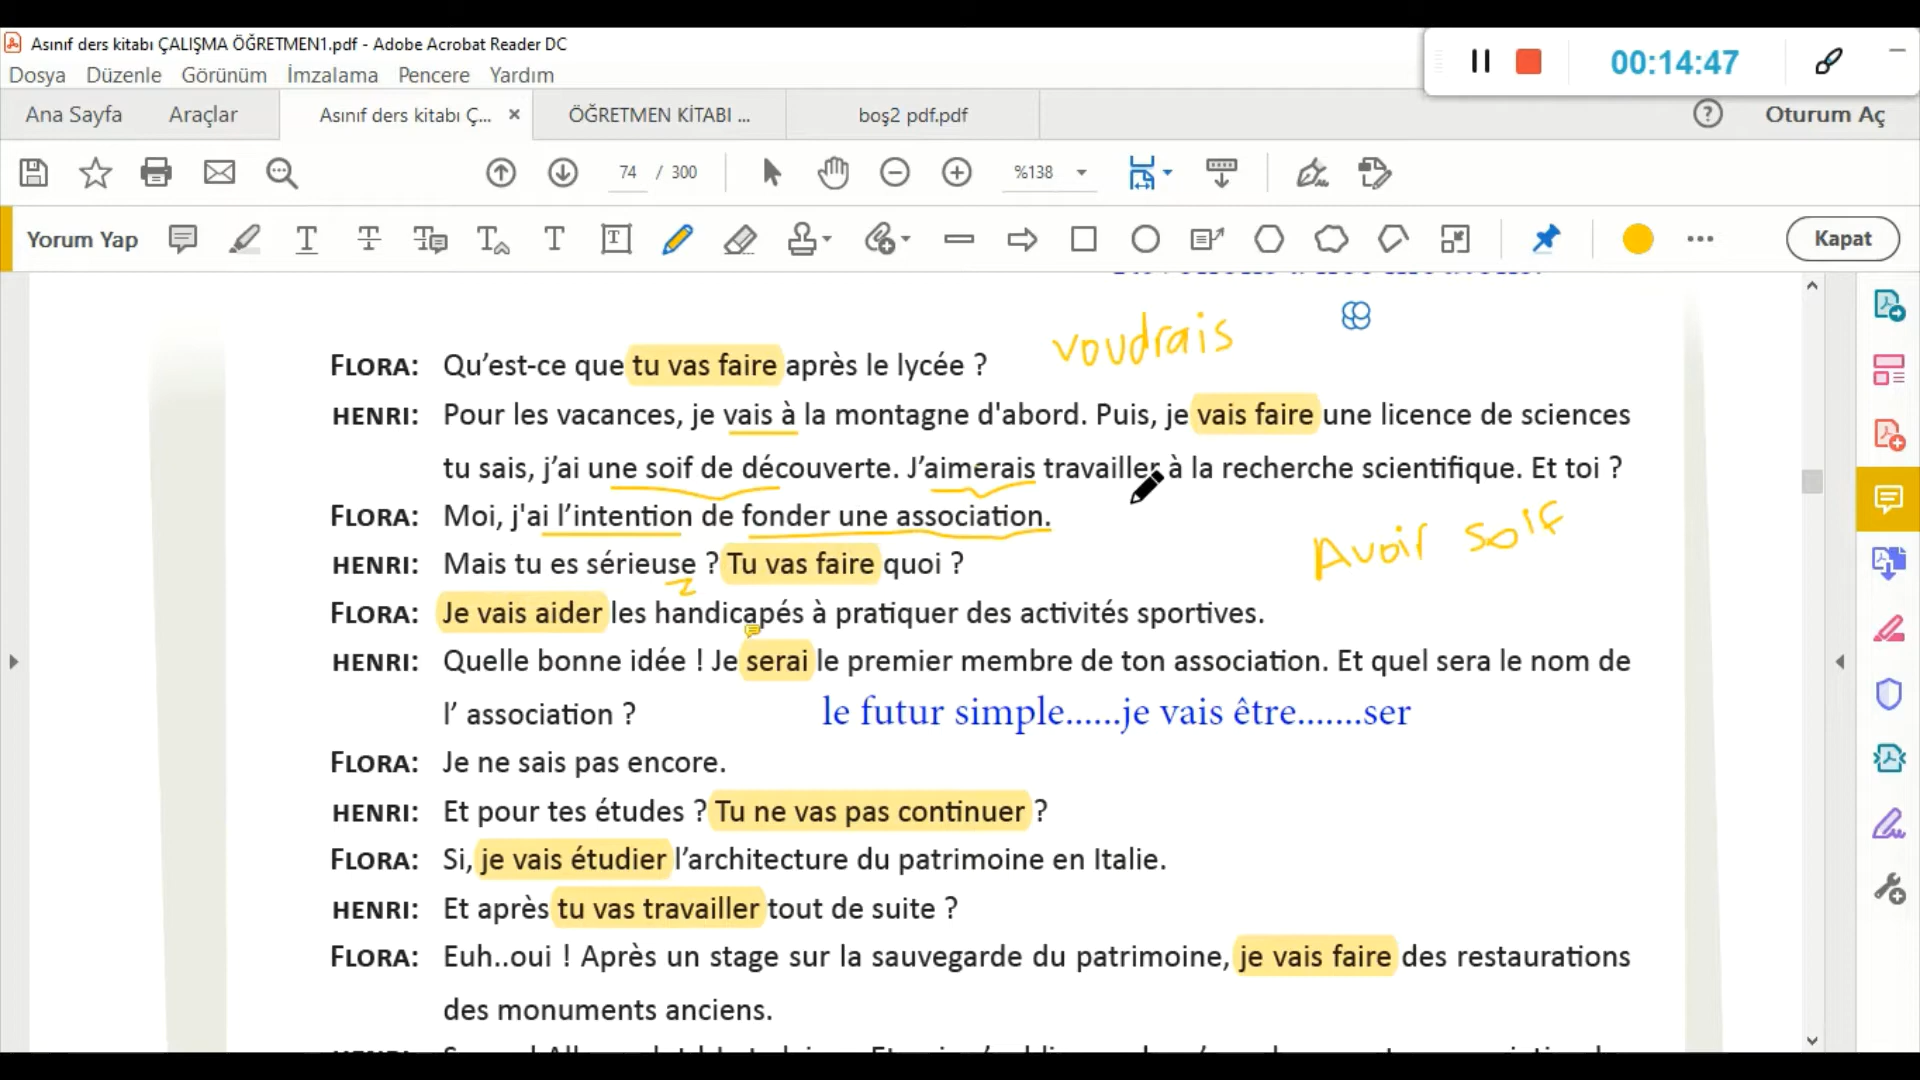 Asınıf ders kitabı ÇALIŞMA ÖĞRETMEN1.pdf - Adobe Acrobat Reader DC
00:14:47
Dosya Düzenle Görünüm İmzalama Pencere Yardım
Ana Sayfa Araçlar Asınıf ders kitabı Ç... × ÖĞRETMEN KİTABI ... boş2 pdf.pdf Oturum Aç
74 / 300 %138
Yorum Yap Kapat
voudrais
FLORA: Qu’est-ce que tu vas faire après le lycée ?
HENRI: Pour les vacances, je vais à la montagne d'abord. Puis, je vais faire une licence de sciences
tu sais, j’ai une soif de découverte. J’aimerais travailler à la recherche scientifique. Et toi ?
FLORA: Moi, j'ai l’intention de fonder une association.
Avoir soif
HENRI: Mais tu es sérieuse ? Tu vas faire quoi ?
z
FLORA: Je vais aider les handicapés à pratiquer des activités sportives.
HENRI: Quelle bonne idée ! Je serai le premier membre de ton association. Et quel sera le nom de
l’ association ?
le futur simple......je vais être.......ser
FLORA: Je ne sais pas encore.
HENRI: Et pour tes études ? Tu ne vas pas continuer ?
FLORA: Si, je vais étudier l’architecture du patrimoine en Italie.
HENRI: Et après tu vas travailler tout de suite ?
FLORA: Euh..oui ! Après un stage sur la sauvegarde du patrimoine, je vais faire des restaurations
des monuments anciens.